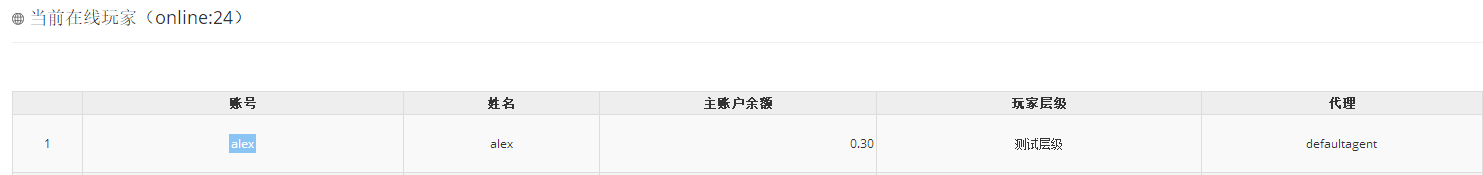 当前在线玩家（online:24）
账号 姓名 主账户余额 玩家层级 代理
1 alex alex 0.30 测试层级 defaultagent